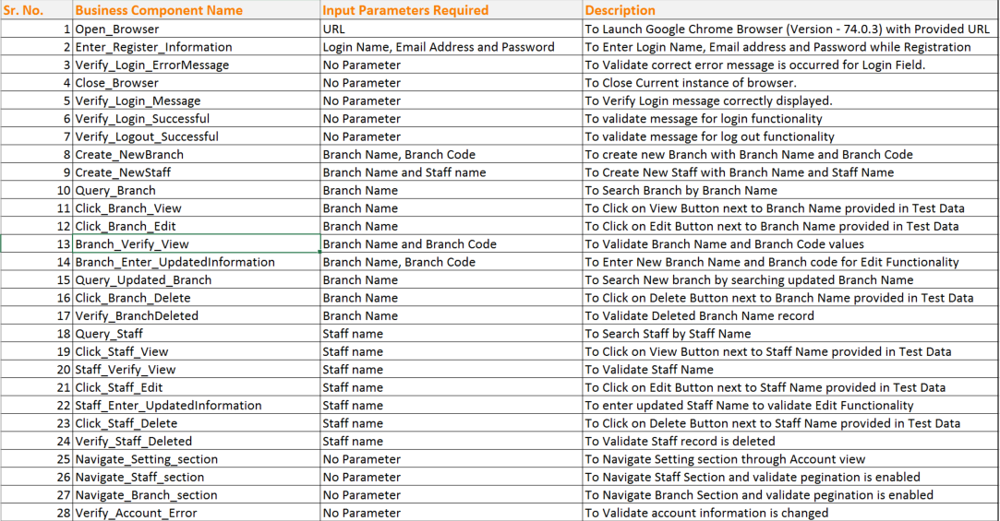 Sr. No. Business Component Name Input Parameters Required Description
1 Open_Browser URL To Launch Google Chrome Browser (Version - 74.0.3) with Provided URL
2 Enter_Register_Information Login Name, Email Address and Password To Enter Login Name, Email address and Password while Registration
3 Verify_Login_ErrorMessage No Parameter To Validate correct error message is occurred for Login Field.
4 Close_Browser No Parameter To Close Current instance of browser.
5 Verify_Login_Message No Parameter To Verify Login message correctly displayed.
6 Verify_Login_Successful No Parameter To validate message for login functionality
7 Verify_Logout_Successful No Parameter To validate message for log out functionality
8 Create_NewBranch Branch Name, Branch Code To create new Branch with Branch Name and Branch Code
9 Create_NewStaff Branch Name and Staff name To Create New Staff with Branch Name and Staff Name
10 Query_Branch Branch Name To Search Branch by Branch Name
11 Click_Branch_View Branch Name To Click on View Button next to Branch Name provided in Test Data
12 Click_Branch_Edit Branch Name To Click on Edit Button next to Branch Name provided in Test Data
13 Branch_Verify_View Branch Name and Branch Code To Validate Branch Name and Branch Code values
14 Branch_Enter_UpdatedInformation Branch Name, Branch Code To Enter New Branch Name and Branch code for Edit Functionality
15 Query_Updated_Branch Branch Name To Search New branch by searching updated Branch Name
16 Click_Branch_Delete Branch Name To Click on Delete Button next to Branch Name provided in Test Data
17 Verify_BranchDeleted Branch Name To Validate Deleted Branch Name record
18 Query_Staff Staff name To Search Staff by Staff Name
19 Click_Staff_View Staff name To Click on View Button next to Staff Name provided in Test Data
20 Staff_Verify_View Staff name To Validate Staff Name
21 Click_Staff_Edit Staff name To Click on Edit Button next to Staff Name provided in Test Data
22 Staff_Enter_UpdatedInformation Staff name To enter updated Staff Name to validate Edit Functionality
23 Click_Staff_Delete Staff name To Click on Delete Button next to Staff Name provided in Test Data
24 Verify_Staff_Deleted Staff name To Validate Staff record is deleted
25 Navigate_Setting_section No Parameter To Navigate Setting section through Account view
26 Navigate_Staff_section No Parameter To Navigate Staff Section and validate pegination is enabled
27 Navigate_Branch_section No Parameter To Navigate Branch Section and validate pegination is enabled
28 Verify_Account_Error No Parameter To Validate account information is changed